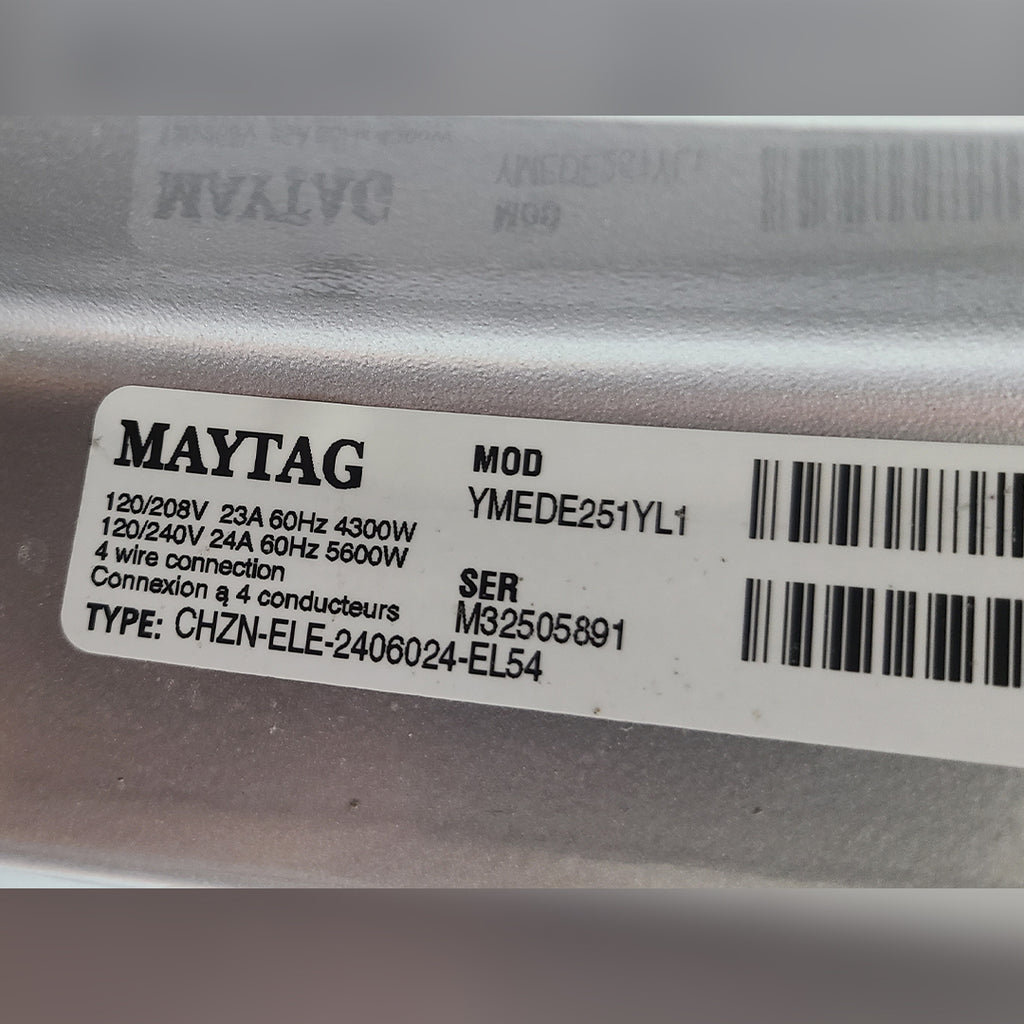 MAYTAG
120/208V 23A 60Hz 4300W
120/240V 24A 60Hz 5600W
4 wire connection
Connexion a 4 conducteurs
TYPE: CHZN-ELE-2406024-EL54
MOD
YMEDE251YL1
SER
M32505891